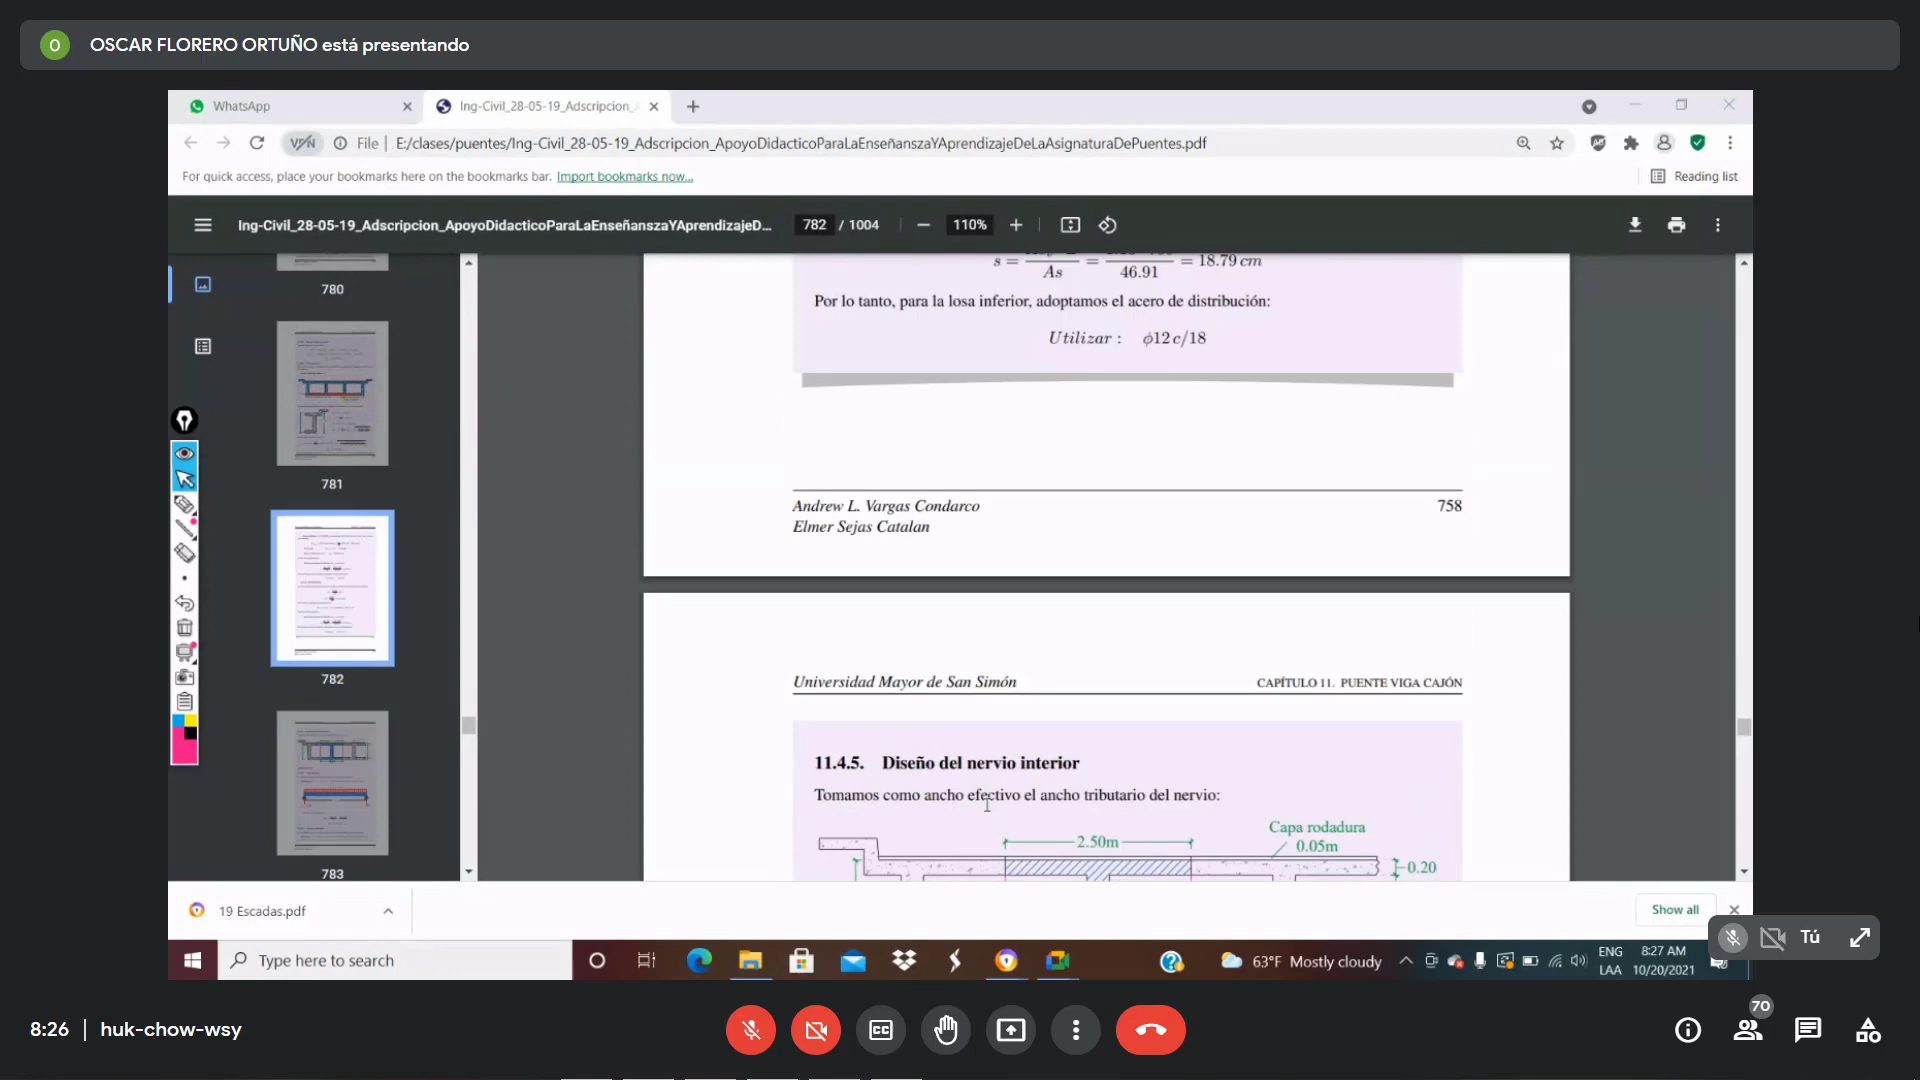 O OSCAR FLORERO ORTUÑO está presentando
WhatsApp
Ing-Civil_28-05-19_Adscripcion_
VPN File E:/clases/puentes/Ing-Civil_28-05-19_Adscripcion_ApoyoDidacticoParaLaEnseñanszaYAprendizajeDeLaAsignaturaDePuentes.pdf
For quick access, place your bookmarks here on the bookmarks bar. Import bookmarks now...
Reading list
Ing-Civil_28-05-19_Adscripcion_ApoyoDidacticoParaLaEnseñanszaYAprendizajeD... 782 / 1004 110%
780
781
782
783
s = As = 46.91 = 18.79 cm
Por lo tanto, para la losa inferior, adoptamos el acero de distribución:
Utilizar : ϕ12 c/18
Andrew L. Vargas Condarco 758
Elmer Sejas Catalan
Universidad Mayor de San Simón CAPÍTULO 11. PUENTE VIGA CAJÓN
11.4.5. Diseño del nervio interior
Tomamos como ancho efectivo el ancho tributario del nervio:
Capa rodadura
2.50m
0.05m
0.20
19 Escadas.pdf
Show all
Tú
Type here to search
63°F Mostly cloudy
ENG
LAA
8:27 AM
10/20/2021
8:26 | huk-chow-wsy
CC
70